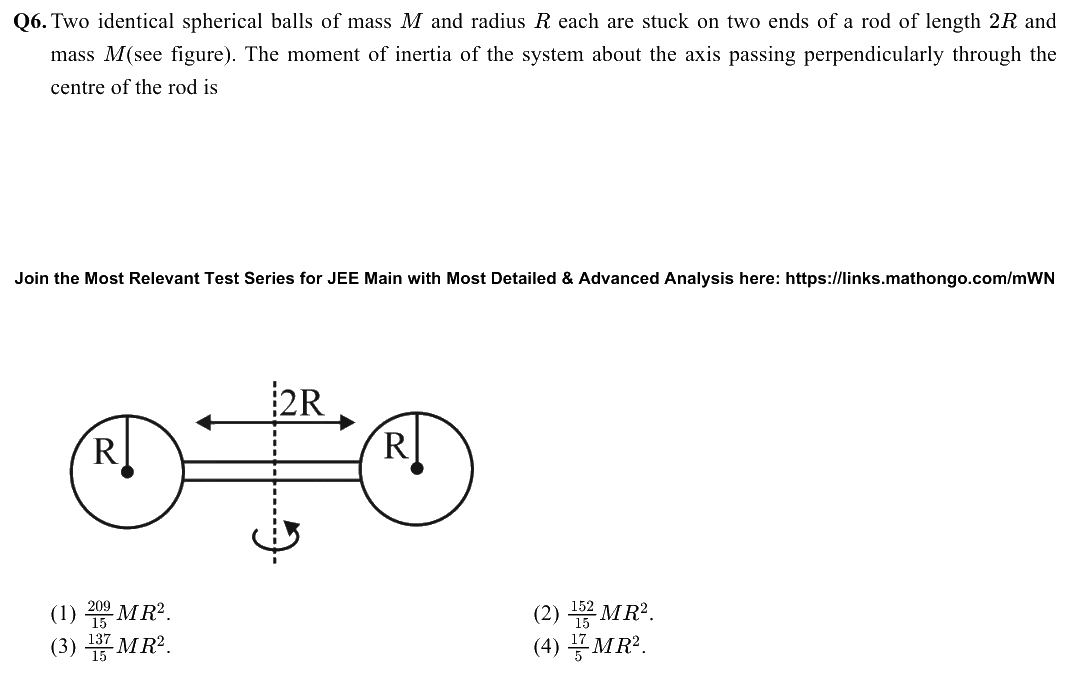 Q6. Two identical spherical balls of mass M and radius R each are stuck on two ends of a rod of length 2R and
mass M(see figure). The moment of inertia of the system about the axis passing perpendicularly through the
centre of the rod is
Join the Most Relevant Test Series for JEE Main with Most Detailed & Advanced Analysis here: https://links.mathongo.com/mWN
2R
R
R
(1) 209/15 MR². (2) 152/15 MR².
(3) 137/15 MR². (4) 17/5 MR².